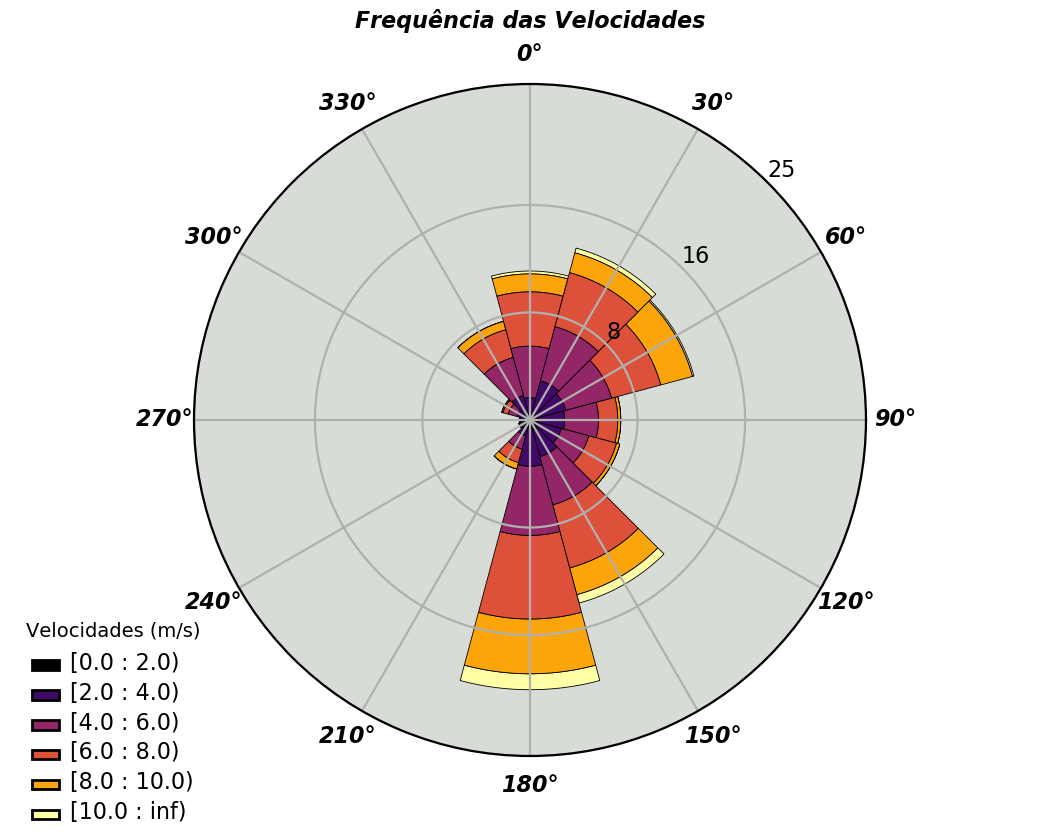 Frequência das Velocidades
0°
330°
30°
25
300°
60°
16
8
270°
90°
240°
120°
210°
150°
180°
Velocidades (m/s)
[0.0 : 2.0)
[2.0 : 4.0)
[4.0 : 6.0)
[6.0 : 8.0)
[8.0 : 10.0)
[10.0 : inf)